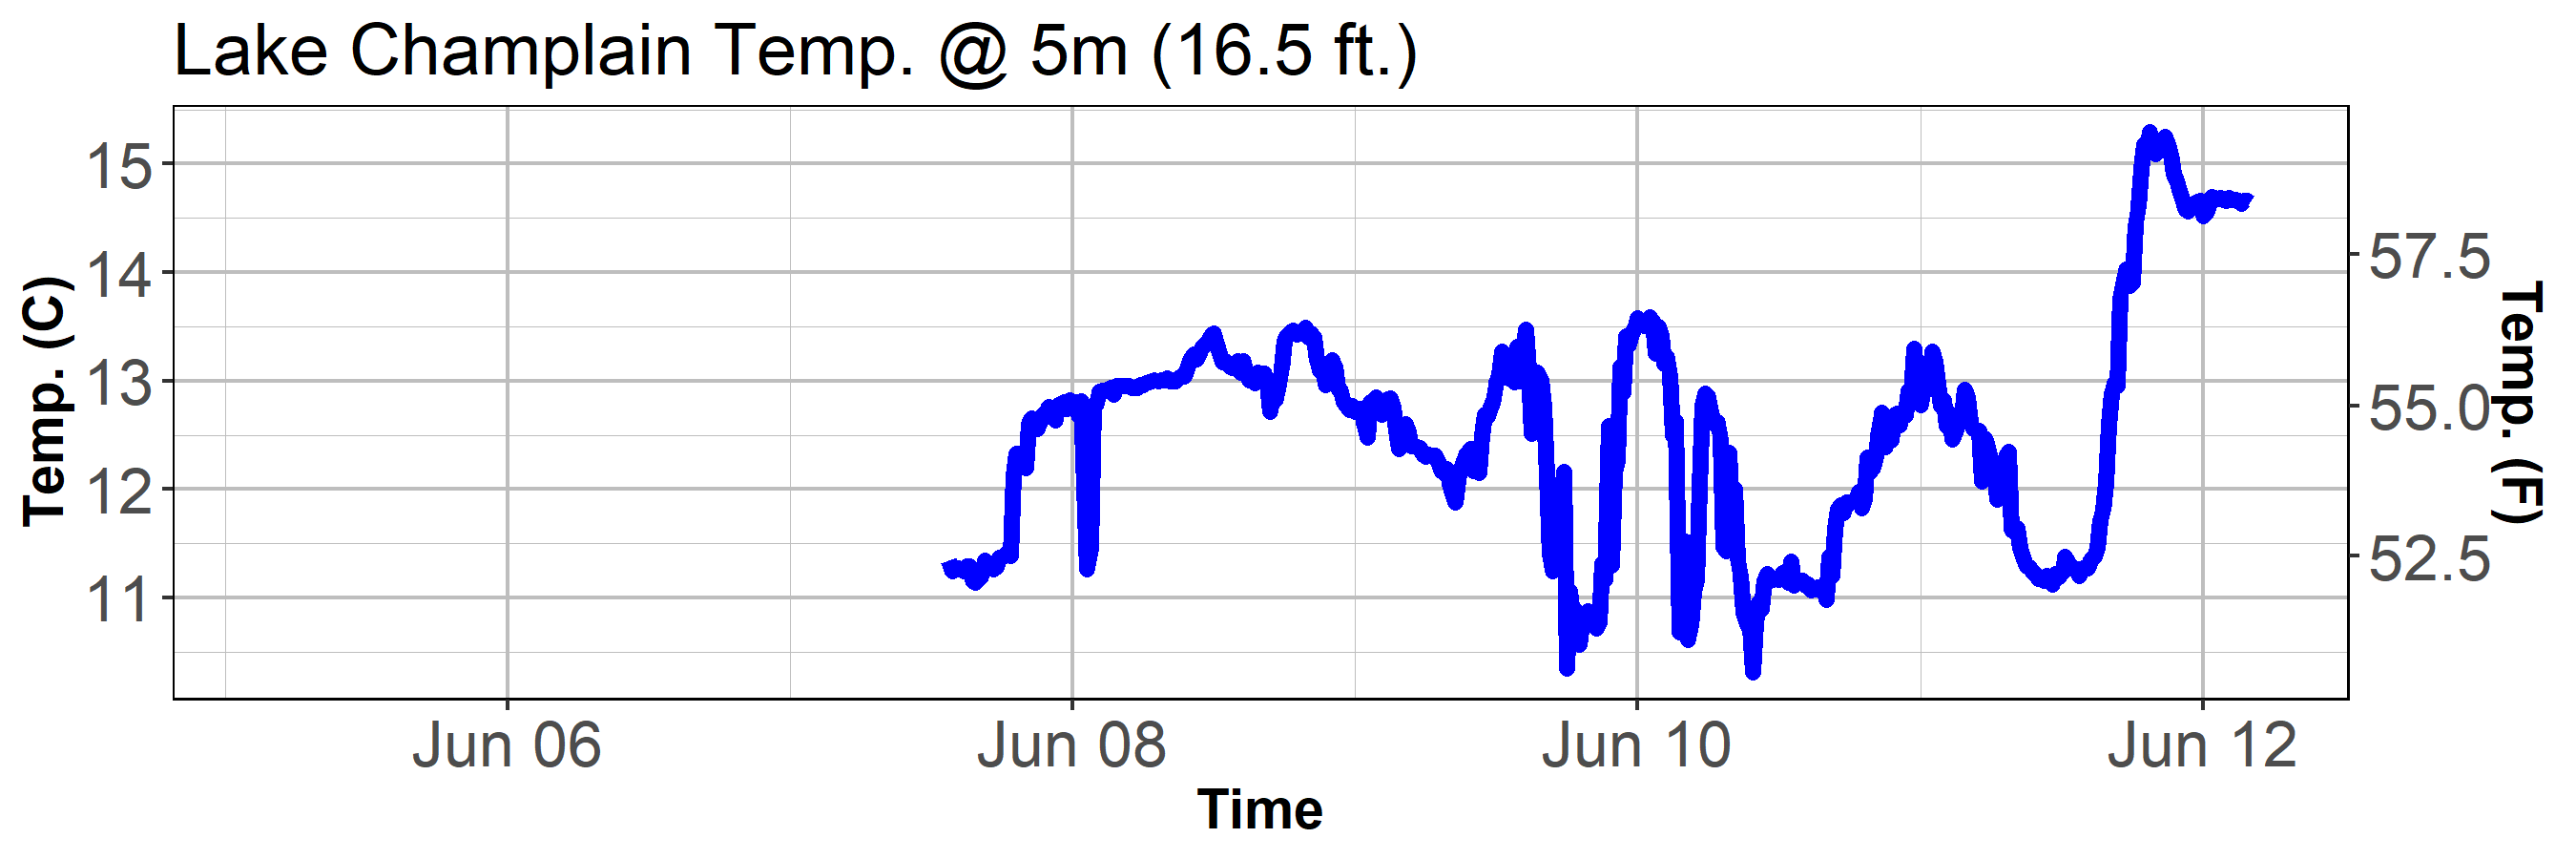 Lake Champlain Temp. @ 5m (16.5 ft.)
Temp. (C)
15
14
13
12
11
57.5
55.0
52.5
Temp. (F)
Jun 06
Jun 08
Jun 10
Jun 12
Time